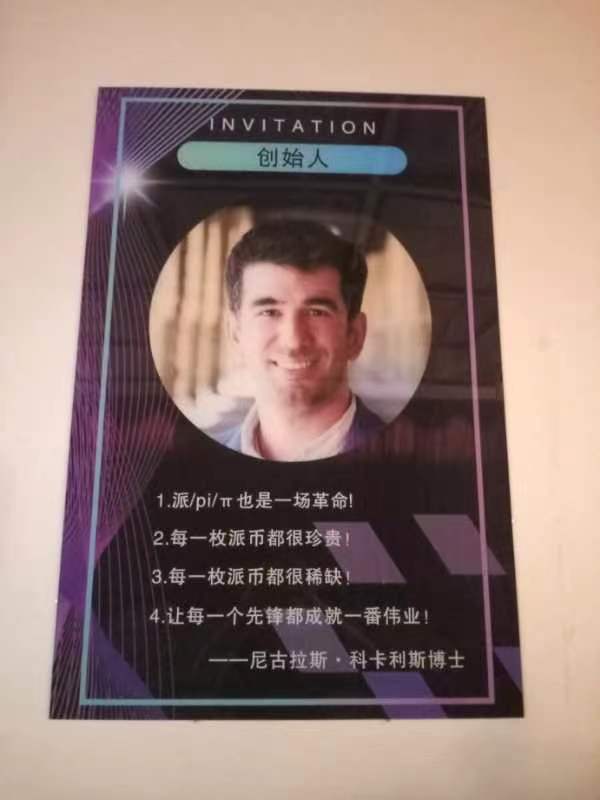 INVITATION
创始人
1.派/pi/π也是一场革命!
2.每一枚派币都很珍贵!
3.每一枚派币都很稀缺!
4.让每一个先锋都成就一番伟业!
——尼古拉斯·科卡利斯博士